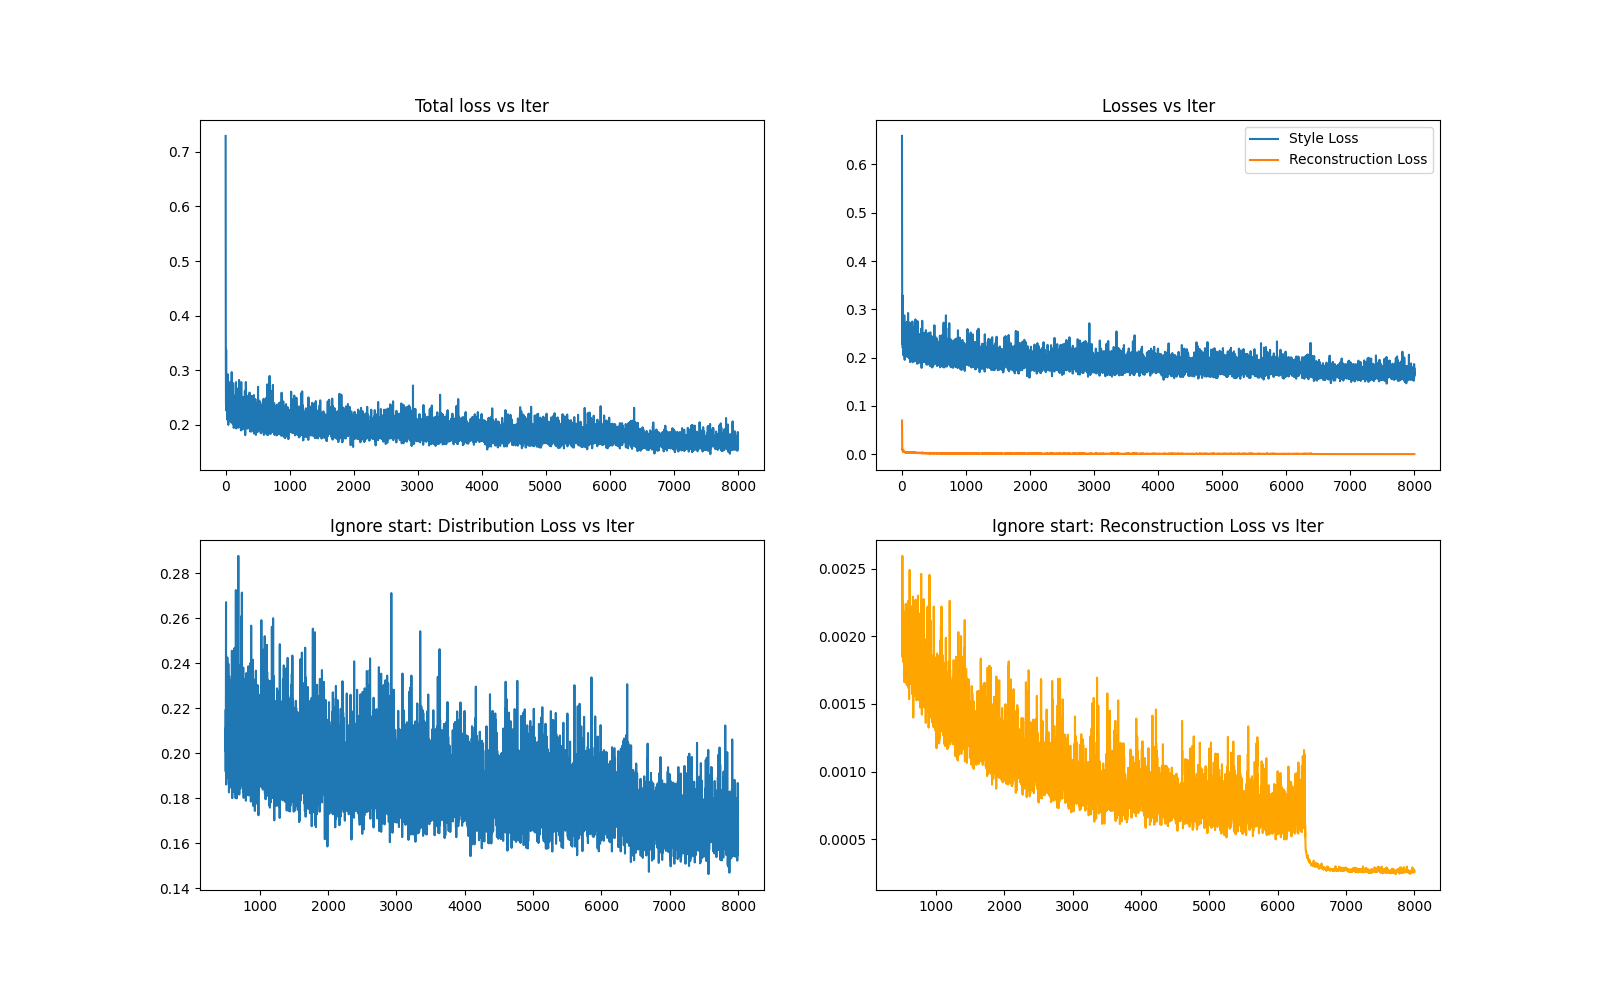 Total loss vs Iter
0.7
0.6
0.5
0.4
0.3
0.2
0 1000 2000 3000 4000 5000 6000 7000 8000
Losses vs Iter
Style Loss
Reconstruction Loss
0.6
0.5
0.4
0.3
0.2
0.1
0.0
0 1000 2000 3000 4000 5000 6000 7000 8000
Ignore start: Distribution Loss vs Iter
0.28
0.26
0.24
0.22
0.20
0.18
0.16
0.14
1000 2000 3000 4000 5000 6000 7000 8000
Ignore start: Reconstruction Loss vs Iter
0.0025
0.0020
0.0015
0.0010
0.0005
1000 2000 3000 4000 5000 6000 7000 8000